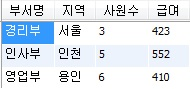 부서명 지역 사원수 급여
경리부 서울 3 423
인사부 인천 5 552
영업부 용인 6 410